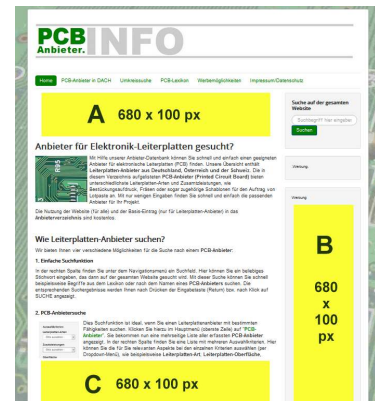 PCB INFO
Anbieter.
Home PCB-Anbieter in DACH Umkreissuche PCB-Lexikon Werbemöglichkeiten Impressum/Datenschutz
A 680 x 100 px
Suche auf der gesamten
Website
Suchbegriff hier eingeben
Suchen
Anbieter für Elektronik-Leiterplatten gesucht?
Mit Hilfe unserer Anbieter-Datenbank können Sie schnell und einfach einen geeigneten
Anbieter für elektronische Leiterplatten (PCB) finden. Unsere Übersicht enthält
Leiterplatten-Anbieter aus Deutschland, Österreich und der Schweiz. Die in
diesem Verzeichnis aufgelisteten PCB-Anbieter (Printed Circuit Board) bieten
unterschiedliche Leiterplatten-Arten und Zusammensetzungen, wie
Bestückungsaufdruck, Fräsen oder sogar zugehörige Schablonen für den Auftrag von
Lotpaste an. Mit nur wenigen Eingaben finden Sie schnell und einfach die passenden
Anbieter für Ihr Projekt.
Die Nutzung der Website (für alle) und der Basis-Eintrag (nur für Leiterplatten-Anbieter) in das
Anbieterverzeichnis sind kostenlos.
Werbung
Werbung
B
680
x
100
px
Wie Leiterplatten-Anbieter suchen?
Wir bieten Ihnen vier verschiedene Möglichkeiten für die Suche nach einem PCB-Anbieter:
1. Einfache Suchfunktion
In der rechten Spalte finden Sie unter dem Navigationsmenü ein Suchfeld. Hier können Sie ein beliebiges
Stichwort eingeben, das dann auf der gesamten Website gesucht wird. Mit dieser Suche können Sie schnell
beispielsweise Begriffe aus dem Lexikon oder nach dem Namen eines PCB-Anbieters suchen. Die
entsprechenden Suchergebnisse werden Ihnen nach Drücken der Eingabetaste (Return) bzw. nach Klick auf
SUCHE angezeigt.
2. PCB-Anbietersuche
Dies Suchfunktion ist ideal, wenn Sie einen Leiterplattenanbieter mit bestimmten
Fähigkeiten suchen. Klicken Sie hierzu im Hauptmenü (oberste Zeile) auf "PCB-
Anbieter". Sie bekommen nun eine mehrseitige Liste aller erfassten PCB-Anbieter
angezeigt. In der rechten Spalte finden Sie eine Liste mit mehreren Auswahlkriterien. Hier
können Sie die für Sie relevanten Aspekte bei den einzelnen Kriterien auswählen (per
Dropdown-Menü), wie beispielsweise Leiterplatten-Art, Leiterplatten-Oberfläche,
C 680 x 100 px